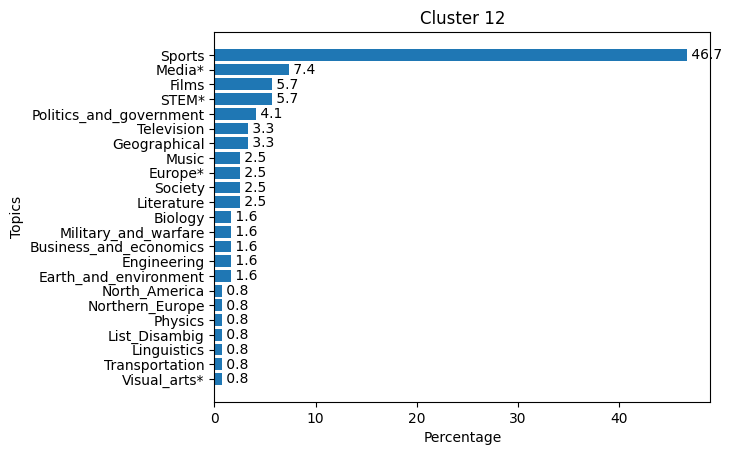 Cluster 12
Topics
Sports 46.7
Media* 7.4
Films 5.7
STEM* 5.7
Politics_and_government 4.1
Television 3.3
Geographical 3.3
Music 2.5
Europe* 2.5
Society 2.5
Literature 2.5
Biology 1.6
Military_and_warfare 1.6
Business_and_economics 1.6
Engineering 1.6
Earth_and_environment 1.6
North_America 0.8
Northern_Europe 0.8
Physics 0.8
List_Disambig 0.8
Linguistics 0.8
Transportation 0.8
Visual_arts* 0.8
0 10 20 30 40
Percentage